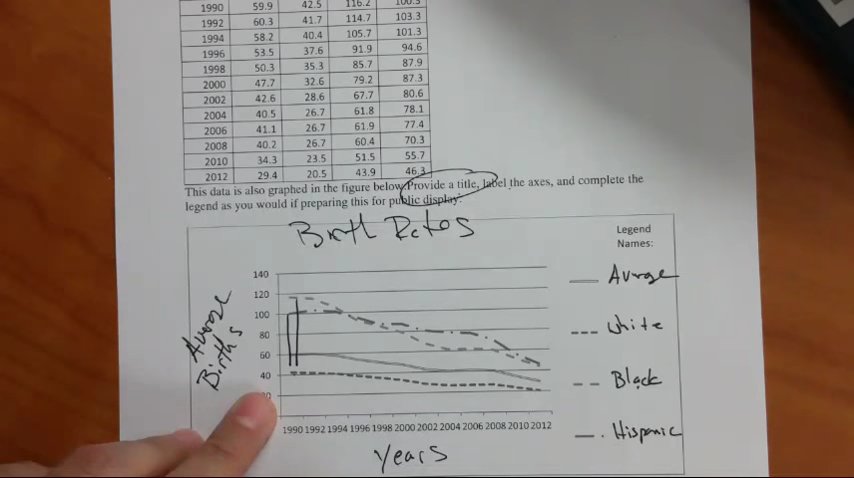 1990 59.9 42.5 116.2 100.3
1992 60.3 41.7 114.7 103.3
1994 58.2 40.4 105.7 101.3
1996 53.5 37.6 91.9 94.6
1998 50.3 35.3 85.7 87.9
2000 47.7 32.6 79.2 87.3
2002 42.6 28.6 67.7 80.6
2004 40.5 26.7 61.8 78.1
2006 41.1 26.7 61.9 77.4
2008 40.2 26.7 60.4 70.3
2010 34.3 23.5 51.5 55.7
2012 29.4 20.5 43.9 46.3
This data is also graphed in the figure below. Provide a title, label the axes, and complete the
legend as you would if preparing this for public display.
Birth Rates
Legend
Names:
Avrage
White
Black
Hispanic
Avrage
Births
140
120
100
80
60
40
1990 1992 1994 1996 1998 2000 2002 2004 2006 2008 2010 2012
Years